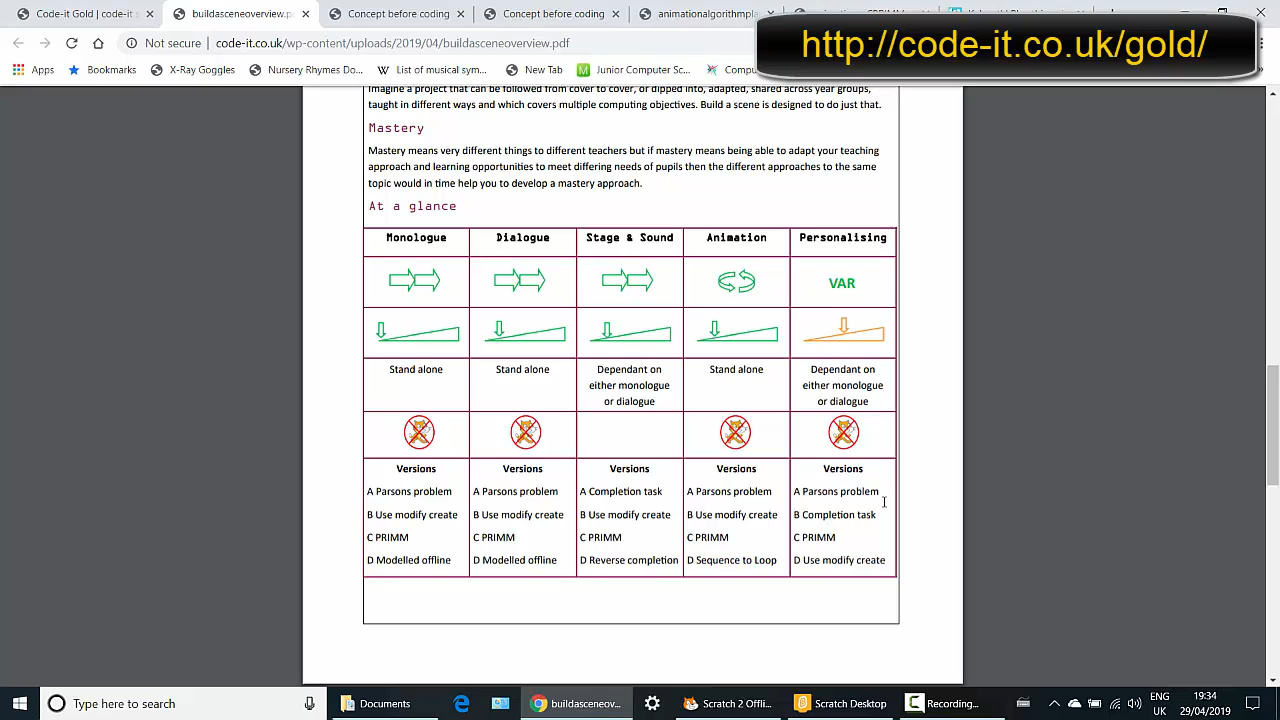 Code-it Gold | code-it s
buildasceneoverview.p
Concept before coding
Concept before coding
animationalgorithmpla
Not secure | code-it.co.uk/wp-content/uploads/2019/04/buildasceneoverview.pdf
http://code-it.co.uk/gold/
Apps
Bookmarks
X-Ray Goggles
Nursery Rhymes Do...
List of musical sym...
New Tab
Junior Computer Sc...
Imagine a project that can be followed from cover to cover, or dipped into, adapted, shared across year groups,
taught in different ways and which covers multiple computing objectives. Build a scene is designed to do just that.
Mastery
Mastery means very different things to different teachers but if mastery means being able to adapt your teaching
approach and learning opportunities to meet differing needs of pupils then the different approaches to the same
topic would in time help you to develop a mastery approach.
At a glance
Monologue
Dialogue
Stage & Sound
Animation
Personalising
VAR
Stand alone
Stand alone
Dependant on
either monologue
or dialogue
Stand alone
Dependant on
either monologue
or dialogue
Versions
A Parsons problem
B Use modify create
C PRIMM
D Modelled offline
Versions
A Parsons problem
B Use modify create
C PRIMM
D Modelled offline
Versions
A Completion task
B Use modify create
C PRIMM
D Reverse completion
Versions
A Parsons problem
B Use modify create
C PRIMM
D Sequence to Loop
Versions
A Parsons problem
B Completion task
C PRIMM
D Use modify create
Type here to search
Documents
buildasceneov...
Scratch 2 Offli...
Scratch Desktop
Recording...
ENG
UK
19:34
29/04/2019